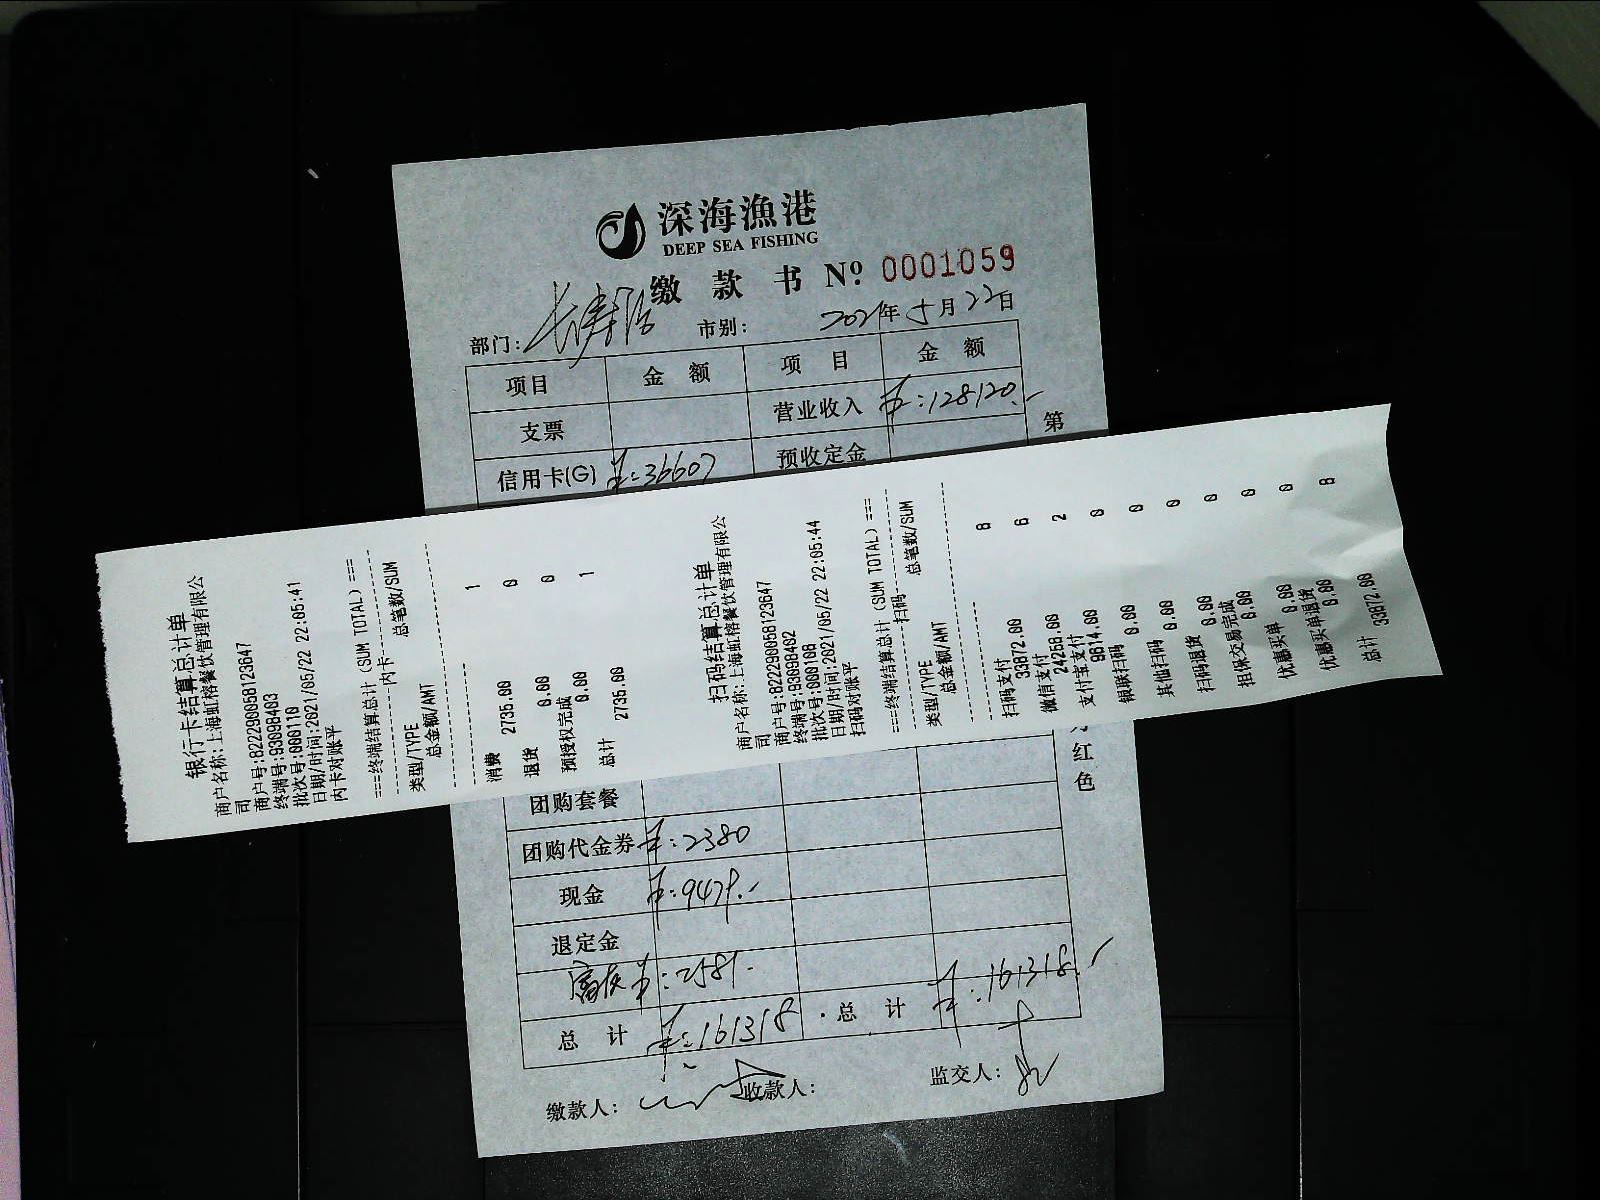 深海渔港
DEEP SEA FISHING
缴 款 书 Nº. 0001059
部门: 长寿路 市别: 2021年5月22日
项目 金 额 项 目 金 额
支票 营业收入 ¥:128120.-
信用卡(G) ¥:36607 预收定金
第
银行卡结算总计单
商户名称:上海虹榕餐饮管理有限公
司
商户号:822290058123647
终端号:93098483
批次号:000110
日期/时间:2021/05/22 22:05:41
内卡对账平
===终端结算总计(SUM TOTAL)===
内卡
类型/TYPE 总笔数/SUM
总金额/AMT
消费 1
2735.00
退货 0
0.00
预授权完成 0
0.00
总计 1
2735.00
扫码结算总计单
商户名称:上海虹榕餐饮管理有限公
司
商户号:822290058123647
终端号:93098482
批次号:000108
日期/时间:2021/05/22 22:05:44
扫码对账平
===终端结算总计(SUM TOTAL)===
扫码
类型/TYPE 总笔数/SUM
总金额/AMT
扫码支付 8
33872.00
微信支付 6
24258.00
支付宝支付 2
9614.00
银联扫码 0
0.00
其他扫码 0
0.00
扫码退货 0
0.00
担保交易完成 0
0.00
优惠买单 0
0.00
优惠买单退货 0
0.00
总计 8
33872.00
红色
团购套餐
团购代金券 ¥:2380
现金 ¥:9479.-
退定金
¥:2581.-
总 计 ¥:161318 总 计 ¥:161318.-
缴款人: 收款人: 监交人: